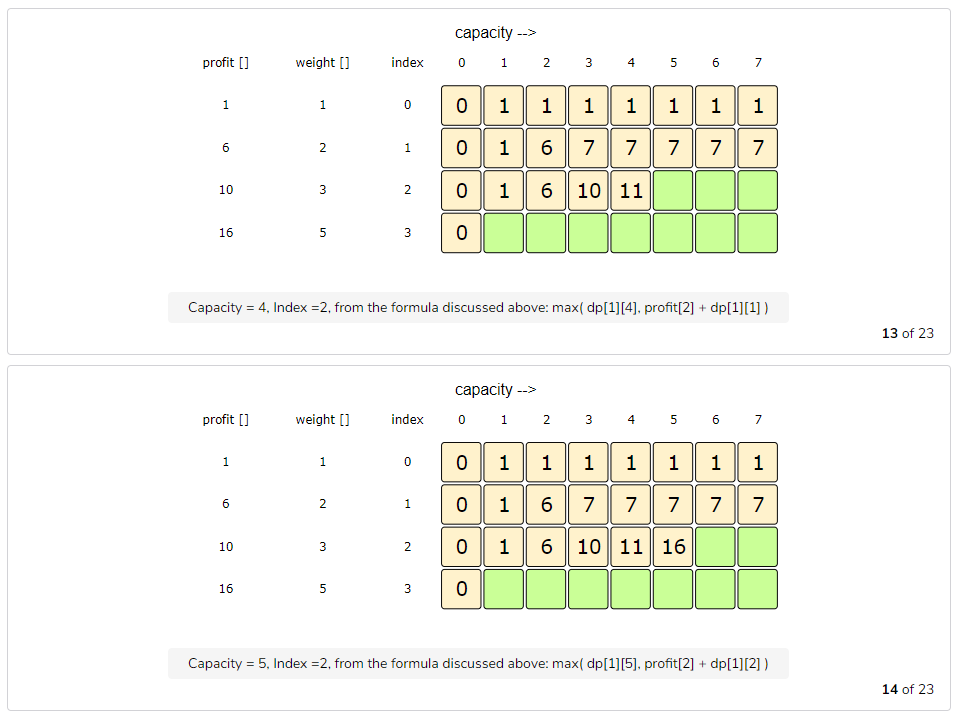 capacity -->
profit [] weight [] index 0 1 2 3 4 5 6 7
1 1 0 0 1 1 1 1 1 1 1
6 2 1 0 1 6 7 7 7 7 7
10 3 2 0 1 6 10 11
16 5 3 0
Capacity = 4, Index =2, from the formula discussed above: max( dp[1][4], profit[2] + dp[1][1] )
13 of 23
capacity -->
profit [] weight [] index 0 1 2 3 4 5 6 7
1 1 0 0 1 1 1 1 1 1 1
6 2 1 0 1 6 7 7 7 7 7
10 3 2 0 1 6 10 11 16
16 5 3 0
Capacity = 5, Index =2, from the formula discussed above: max( dp[1][5], profit[2] + dp[1][2] )
14 of 23